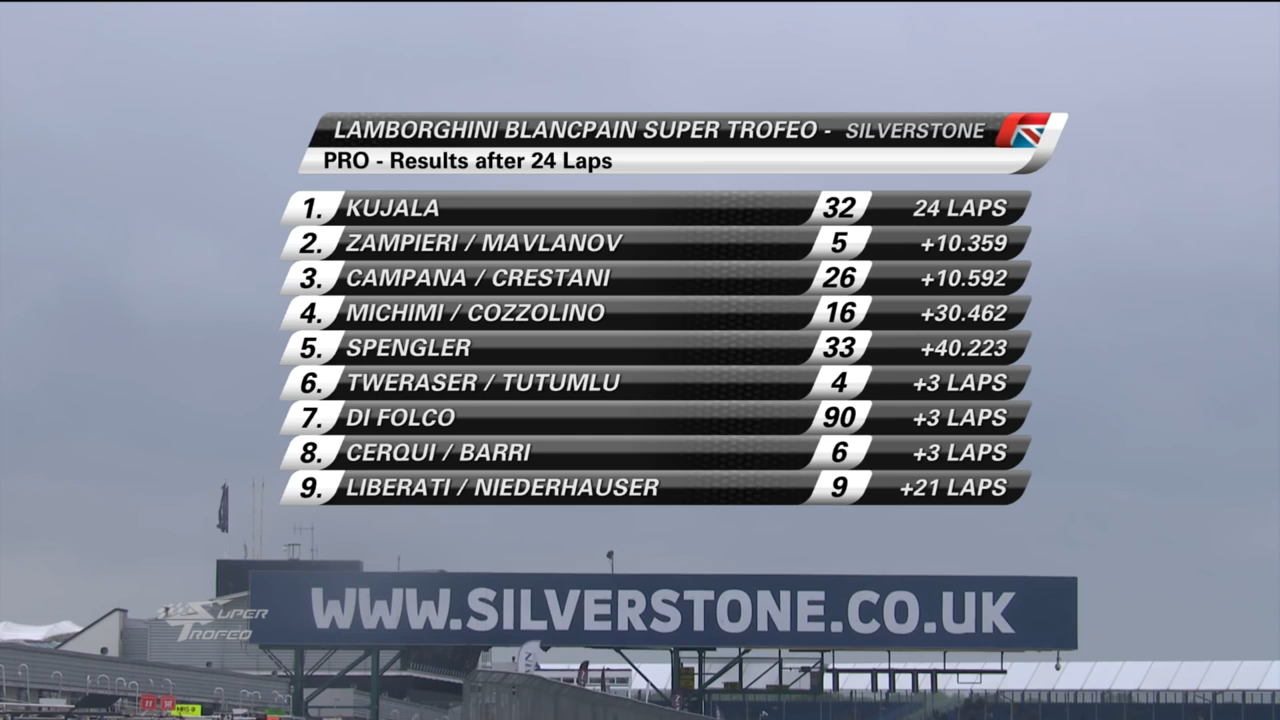 LAMBORGHINI BLANCPAIN SUPER TROFEO - SILVERSTONE
PRO - Results after 24 Laps
1. KUJALA 32 24 LAPS
2. ZAMPIERI / MAVLANOV 5 +10.359
3. CAMPANA / CRESTANI 26 +10.592
4. MICHIMI / COZZOLINO 16 +30.462
5. SPENGLER 33 +40.223
6. TWERASER / TUTUMLU 4 +3 LAPS
7. DI FOLCO 90 +3 LAPS
8. CERQUI / BARRI 6 +3 LAPS
9. LIBERATI / NIEDERHAUSER 9 +21 LAPS
WWW.SILVERSTONE.CO.UK
SUPER
TROFEO